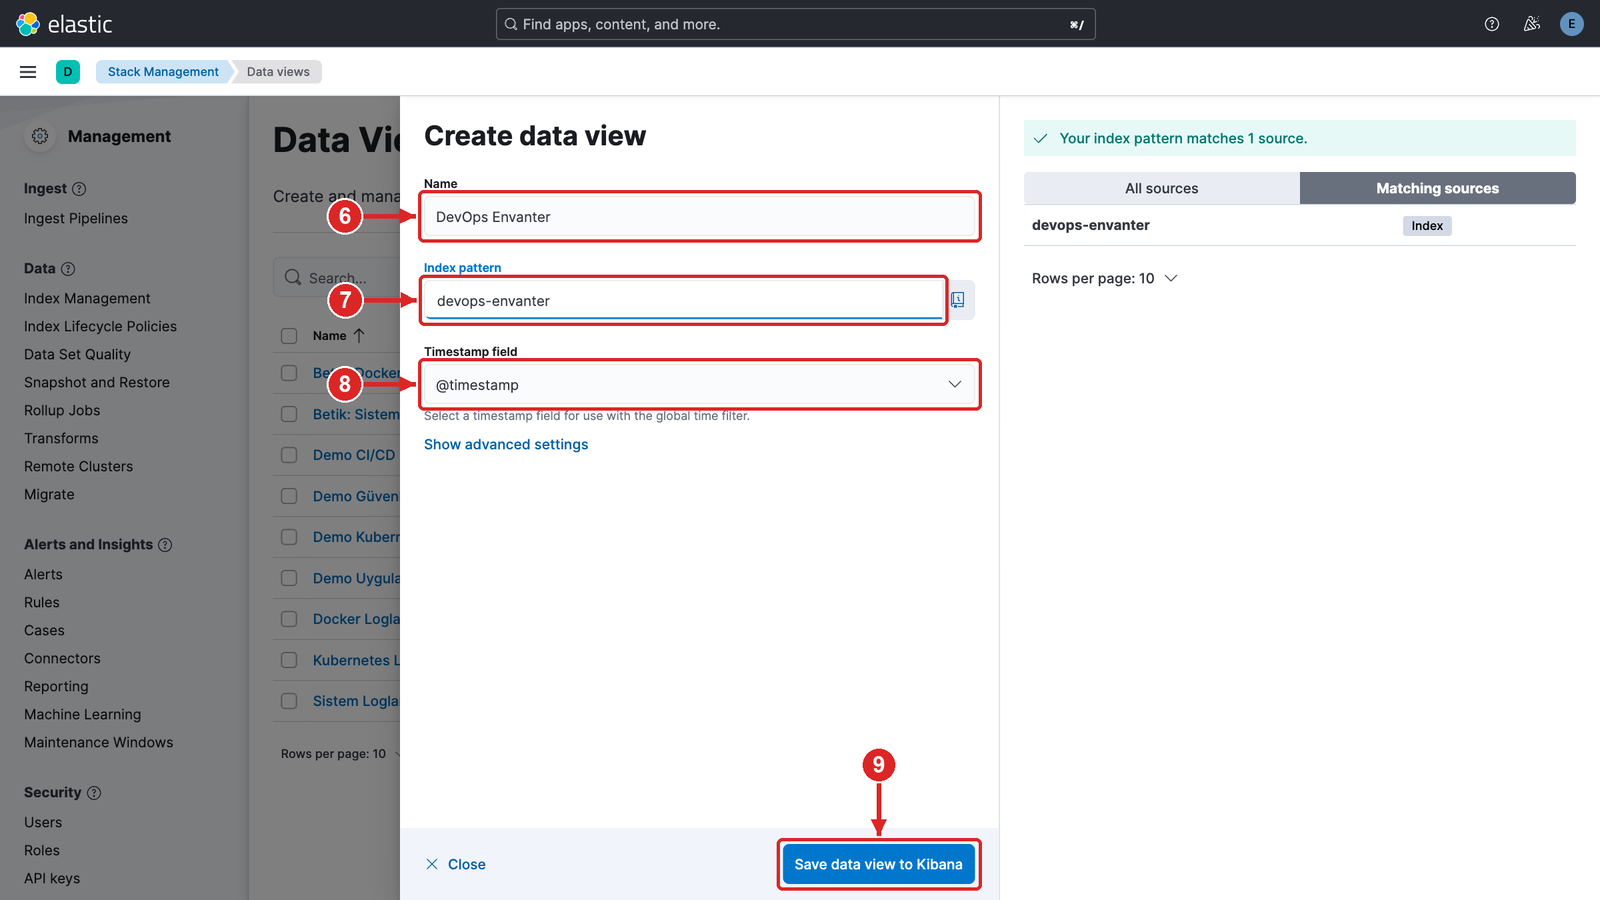 elastic
Find apps, content, and more.
⌘/
E
D
Stack Management
Data views
Management
Ingest
Ingest Pipelines
Data
Index Management
Index Lifecycle Policies
Data Set Quality
Snapshot and Restore
Rollup Jobs
Transforms
Remote Clusters
Migrate
Alerts and Insights
Alerts
Rules
Cases
Connectors
Reporting
Machine Learning
Maintenance Windows
Security
Users
Roles
API keys
Data Vie
Create and mana
Search...
Name
Docker
Betik: Sistem
Demo CI/CD
Demo Güven
Demo Kubern
Demo Uygula
Docker Logla
Kubernetes L
Sistem Logla
Rows per page: 10
Create data view
Name
6
DevOps Envanter
Index pattern
7
devops-envanter
Timestamp field
8
@timestamp
Select a timestamp field for use with the global time filter.
Show advanced settings
9
Close
Save data view to Kibana
Your index pattern matches 1 source.
All sources
Matching sources
devops-envanter
Index
Rows per page: 10